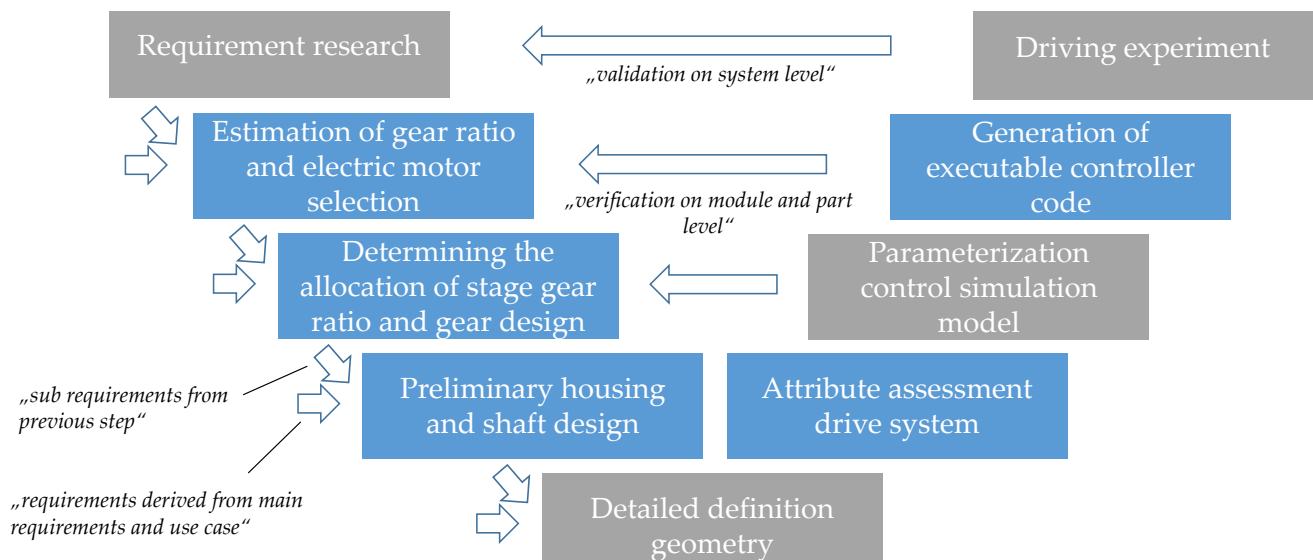 Requirement research
Driving experiment
„validation on system level“
Estimation of gear ratio
and electric motor
selection
Generation of
executable controller
code
„verification on module and part
level“
Determining the
allocation of stage gear
ratio and gear design
Parameterization
control simulation
model
„sub requirements from
previous step“
Preliminary housing
and shaft design
Attribute assessment
drive system
„requirements derived from main
requirements and use case“
Detailed definition
geometry